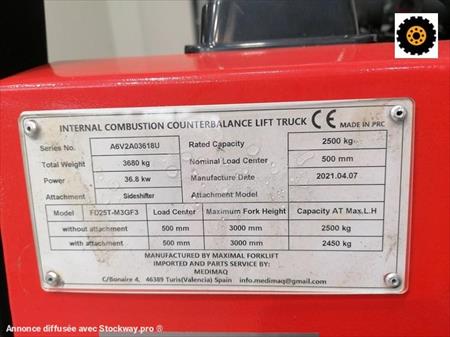 INTERNAL COMBUSTION COUNTERBALANCE LIFT TRUCK CE MADE IN PRC
Series No. A6V2A03618U Rated Capacity 2500 kg
Total Weight 3680 kg Nominal Load Center 500 mm
Power 36.8 kw Manufacture Date 2021.04.07
Attachment Sideshifter Attachment Model
Model FD25T-M3GF3 Load Center Maximum Fork Height Capacity AT Max.L.H
without attachment 500 mm 3000 mm 2500 kg
with attachment 500 mm 3000 mm 2450 kg
MANUFACTURED BY MAXIMAL FORKLIFT
IMPORTED AND PARTS SERVICE BY:
MEDIMAQ
C/Bonaire 4, 46389 Turis(Valencia) Spain info.medimaq@gmail.com
Annonce diffusée avec Stockway.pro ®